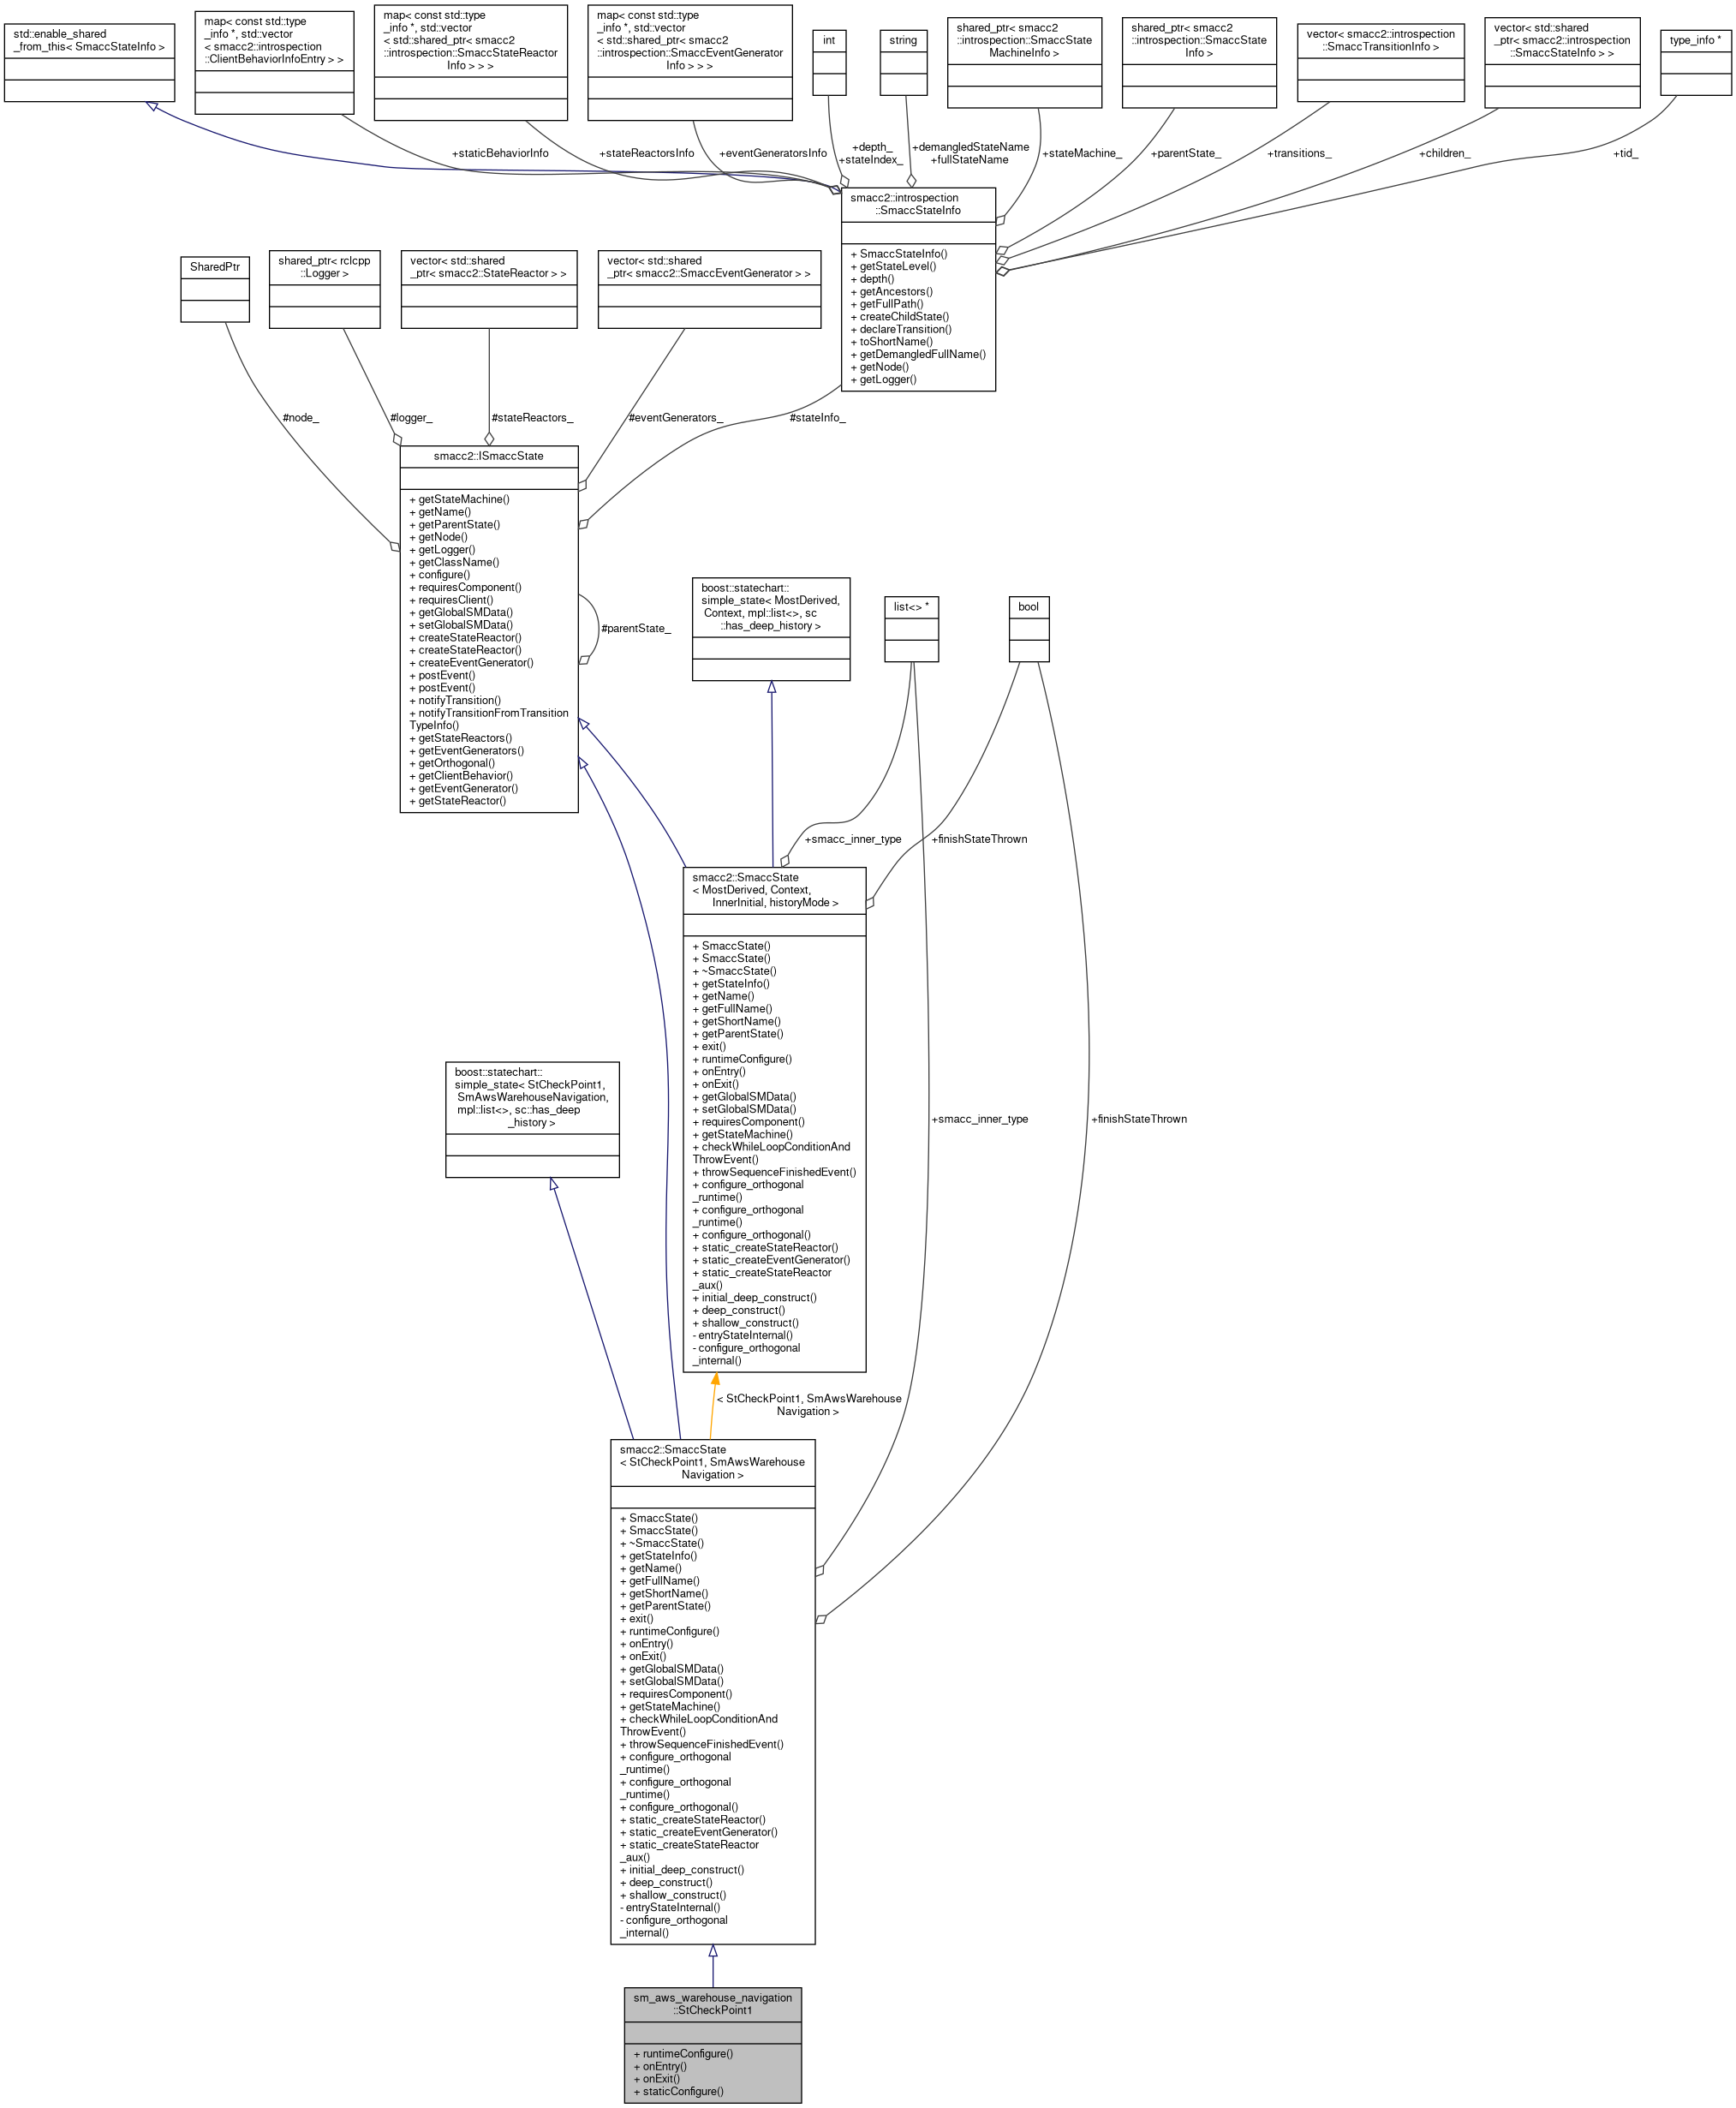 std::enable_shared
_from_this< SmaccStateInfo >
map< const std::type
_info *, std::vector
< smacc2::introspection
::ClientBehaviorInfoEntry > >
map< const std::type
_info *, std::vector
< std::shared_ptr< smacc2
::introspection::SmaccStateReactor
Info > > >
map< const std::type
_info *, std::vector
< std::shared_ptr< smacc2
::introspection::SmaccEventGenerator
Info > > >
int
string
shared_ptr< smacc2
::introspection::SmaccState
MachineInfo >
shared_ptr< smacc2
::introspection::SmaccState
Info >
vector< smacc2::introspection
::SmaccTransitionInfo >
vector< std::shared
_ptr< smacc2::introspection
::SmaccStateInfo > >
type_info *
+staticBehaviorInfo
+stateReactorsInfo
+eventGeneratorsInfo
+depth_
+stateIndex_
+demangledStateName
+fullStateName
+stateMachine_
+parentState_
+transitions_
+children_
+tid_
smacc2::introspection
::SmaccStateInfo
+ SmaccStateInfo()
+ getStateLevel()
+ depth()
+ getAncestors()
+ getFullPath()
+ createChildState()
+ declareTransition()
+ toShortName()
+ getDemangledFullName()
+ getNode()
+ getLogger()
SharedPtr
shared_ptr< rclcpp
::Logger >
vector< std::shared
_ptr< smacc2::StateReactor > >
vector< std::shared
_ptr< smacc2::SmaccEventGenerator > >
#node_
#logger_
#stateReactors_
#eventGenerators_
#stateInfo_
smacc2::ISmaccState
+ getStateMachine()
+ getName()
+ getParentState()
+ getNode()
+ getLogger()
+ getClassName()
+ configure()
+ requiresComponent()
+ requiresClient()
+ getGlobalSMData()
+ setGlobalSMData()
+ createStateReactor()
+ createStateReactor()
+ createEventGenerator()
+ postEvent()
+ postEvent()
+ notifyTransition()
+ notifyTransitionFromTransition
TypeInfo()
+ getStateReactors()
+ getEventGenerators()
+ getOrthogonal()
+ getClientBehavior()
+ getEventGenerator()
+ getStateReactor()
#parentState_
boost::statechart::
simple_state< MostDerived,
Context, mpl::list<>, sc
::has_deep_history >
list<> *
bool
+smacc_inner_type
+finishStateThrown
smacc2::SmaccState
< MostDerived, Context,
InnerInitial, historyMode >
+ SmaccState()
+ SmaccState()
+ ~SmaccState()
+ getStateInfo()
+ getName()
+ getFullName()
+ getShortName()
+ getParentState()
+ exit()
+ runtimeConfigure()
+ onEntry()
+ onExit()
+ getGlobalSMData()
+ setGlobalSMData()
+ requiresComponent()
+ getStateMachine()
+ checkWhileLoopConditionAnd
ThrowEvent()
+ throwSequenceFinishedEvent()
+ configure_orthogonal
_runtime()
+ configure_orthogonal
_runtime()
+ configure_orthogonal()
+ static_createStateReactor()
+ static_createEventGenerator()
+ static_createStateReactor
_aux()
+ initial_deep_construct()
+ deep_construct()
+ shallow_construct()
- entryStateInternal()
- configure_orthogonal
_internal()
boost::statechart::
simple_state< StCheckPoint1,
SmAwsWarehouseNavigation,
mpl::list<>, sc::has_deep
_history >
+smacc_inner_type
+finishStateThrown
< StCheckPoint1, SmAwsWarehouse
Navigation >
smacc2::SmaccState
< StCheckPoint1, SmAwsWarehouse
Navigation >
+ SmaccState()
+ SmaccState()
+ ~SmaccState()
+ getStateInfo()
+ getName()
+ getFullName()
+ getShortName()
+ getParentState()
+ exit()
+ runtimeConfigure()
+ onEntry()
+ onExit()
+ getGlobalSMData()
+ setGlobalSMData()
+ requiresComponent()
+ getStateMachine()
+ checkWhileLoopConditionAnd
ThrowEvent()
+ throwSequenceFinishedEvent()
+ configure_orthogonal
_runtime()
+ configure_orthogonal
_runtime()
+ configure_orthogonal()
+ static_createStateReactor()
+ static_createEventGenerator()
+ static_createStateReactor
_aux()
+ initial_deep_construct()
+ deep_construct()
+ shallow_construct()
- entryStateInternal()
- configure_orthogonal
_internal()
sm_aws_warehouse_navigation
::StCheckPoint1
+ runtimeConfigure()
+ onEntry()
+ onExit()
+ staticConfigure()